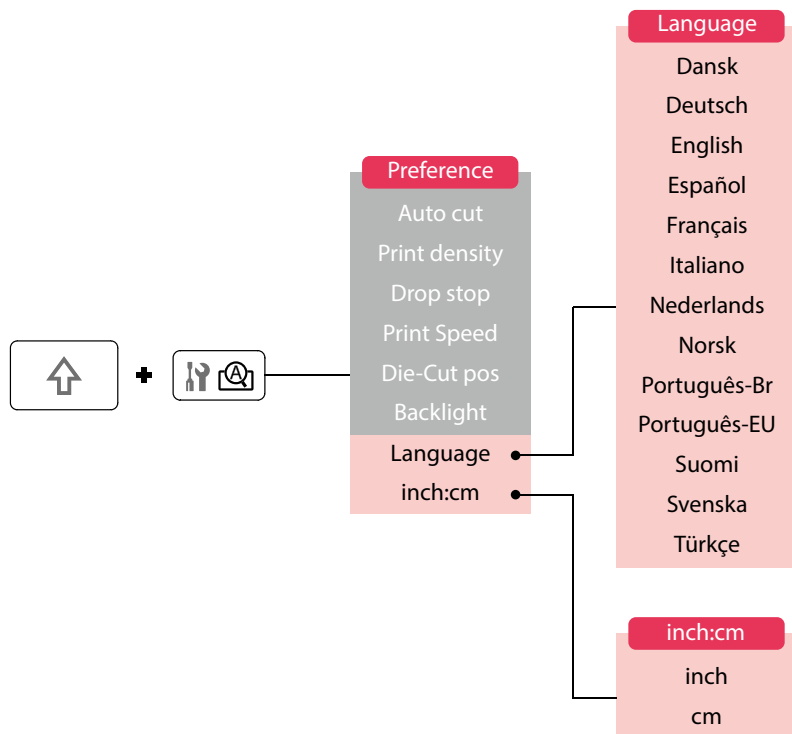 Preference
Auto cut
Print density
Drop stop
Print Speed
Die-Cut pos
Backlight
Language
inch:cm
A
Language
Dansk
Deutsch
English
Español
Français
Italiano
Nederlands
Norsk
Português-Br
Português-EU
Suomi
Svenska
Türkçe
inch:cm
inch
cm